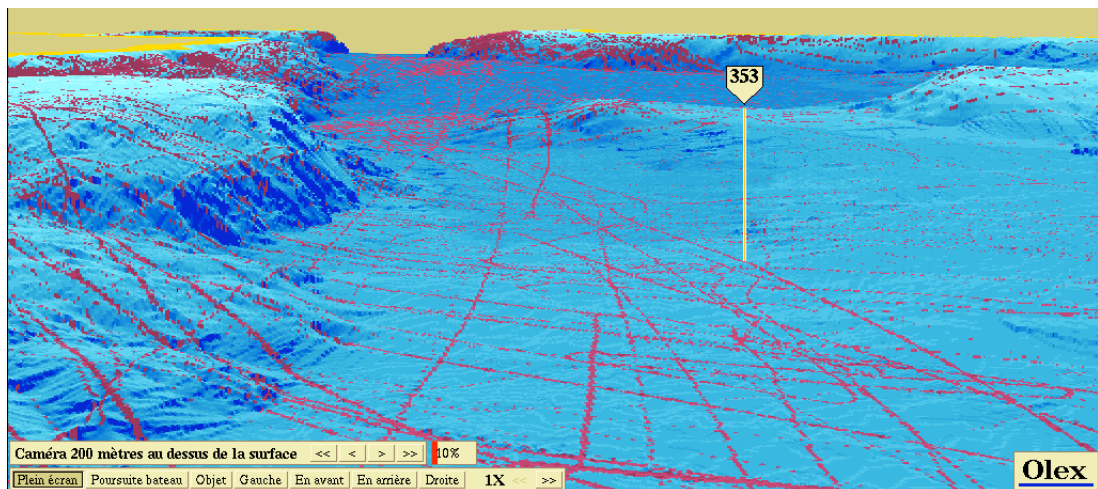 353
Caméra 200 mètres au dessus de la surface << < > >> 10%
Plein écran Poursuite bateau Objet Gauche En avant En arrière Droite 1X << >>
Olex